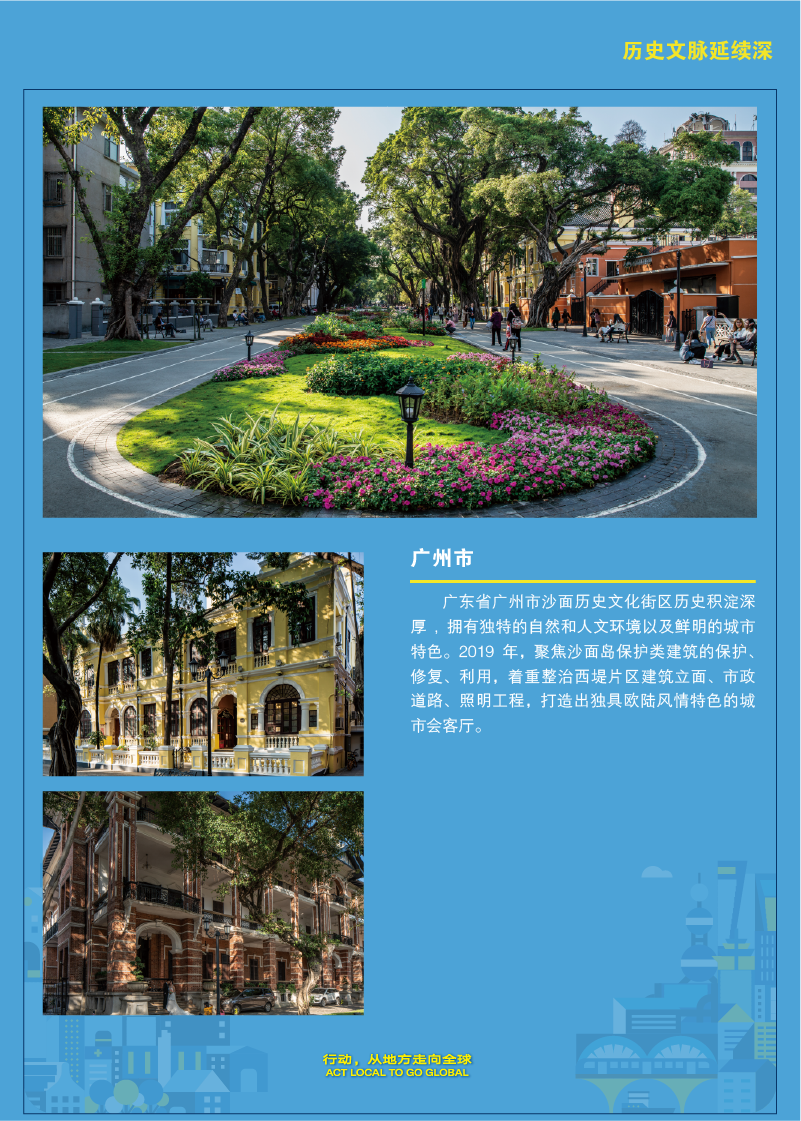 历史文脉延续深
广州市
广东省广州市沙面历史文化街区历史积淀深
厚，拥有独特的自然和人文环境以及鲜明的城市
特色。2019 年，聚焦沙面岛保护类建筑的保护、
修复、利用，着重整治西堤片区建筑立面、市政
道路、照明工程，打造出独具欧陆风情特色的城
市会客厅。
行动，从地方走向全球
ACT LOCAL TO GO GLOBAL